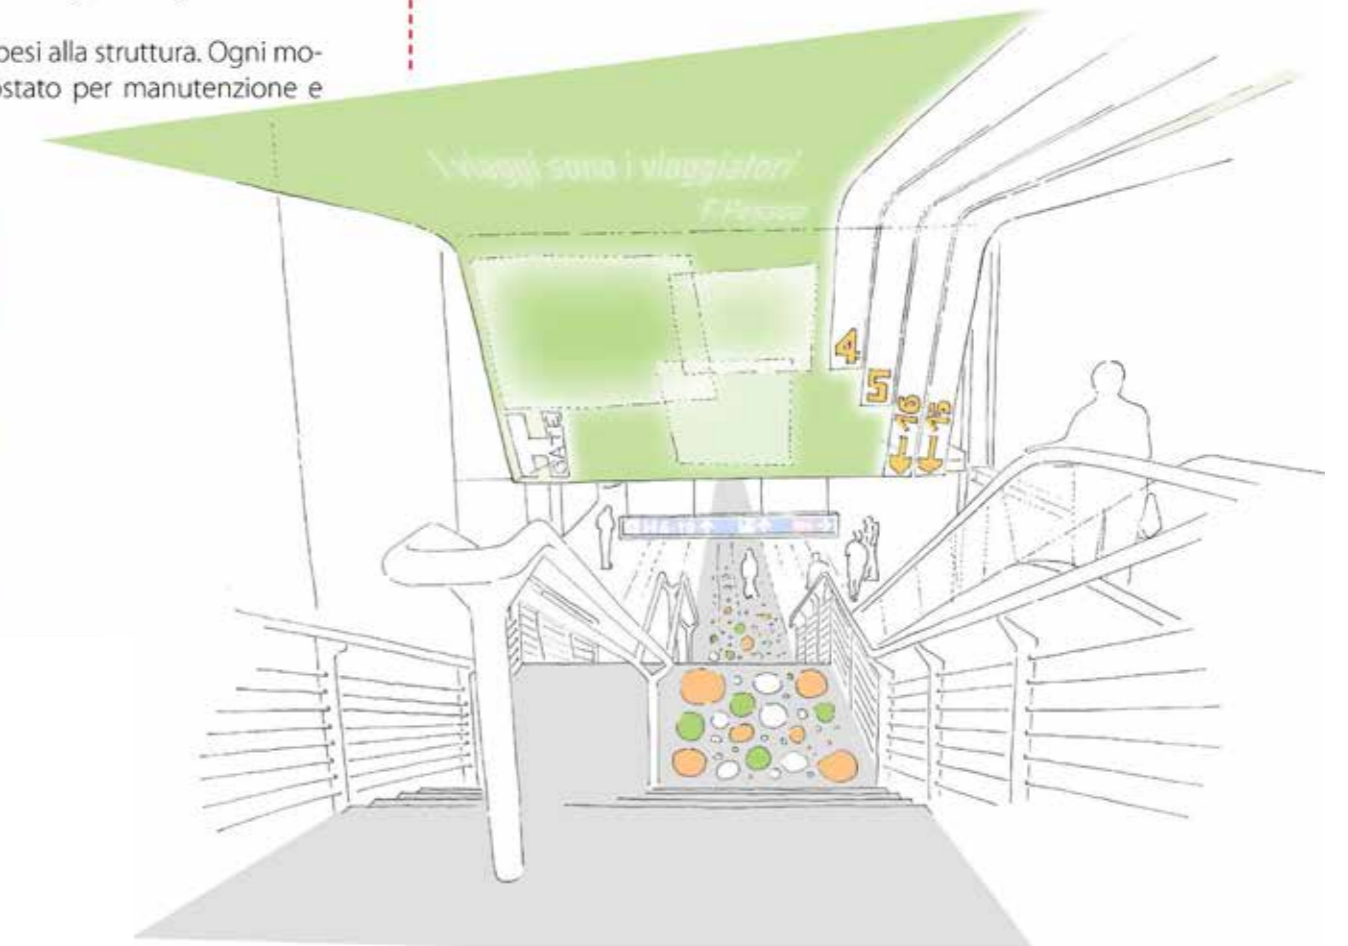 pesi alla struttura. Ogni mo-
ostato per manutenzione e
'I viaggi sono i viaggiatori'
F. Pessoa
4
5
16
15
GATE